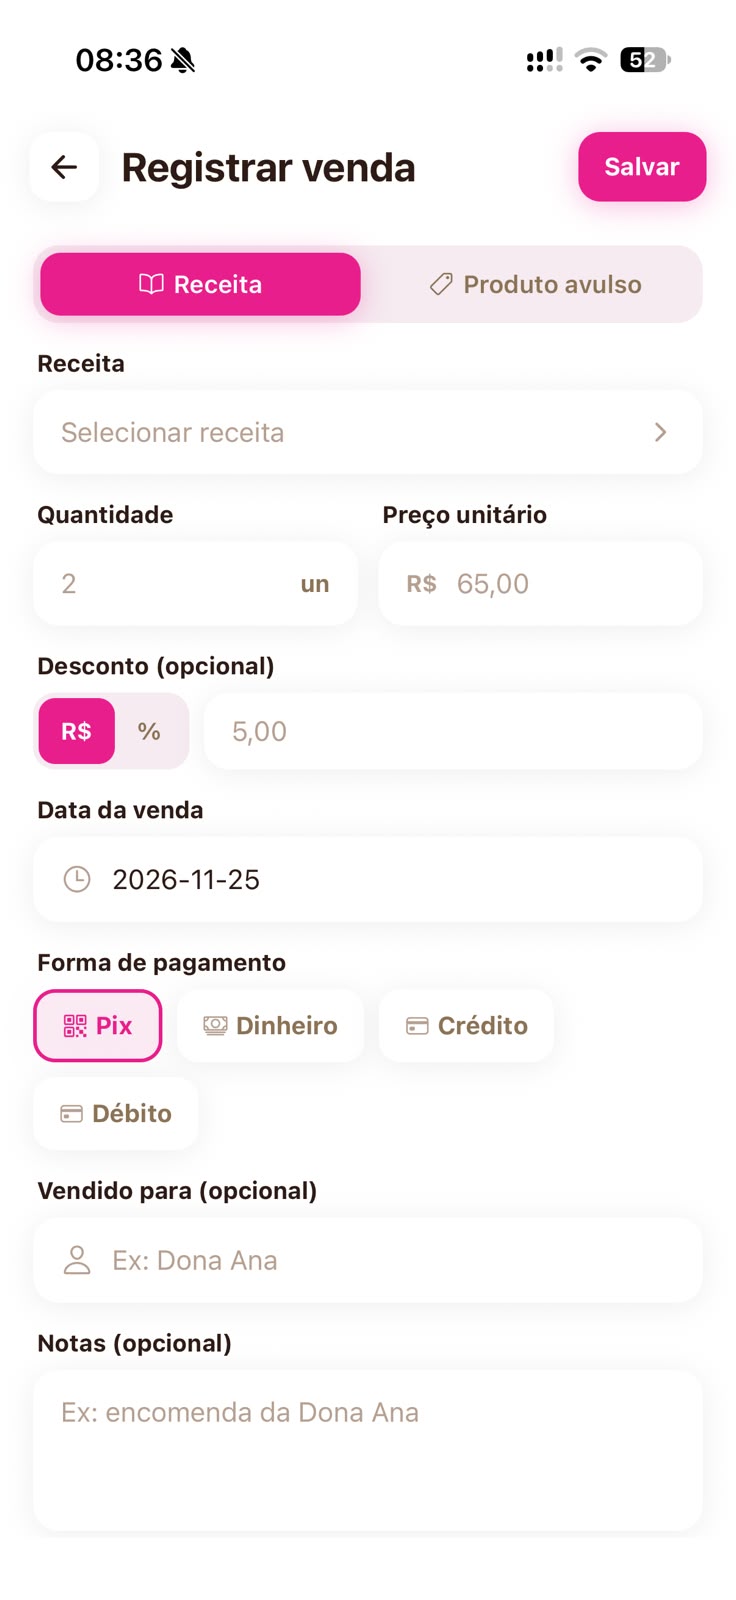 08:36
52
Registrar venda
Salvar
Receita
Produto avulso
Receita
Selecionar receita
Quantidade
Preço unitário
2 un
R$ 65,00
Desconto (opcional)
R$ % 5,00
Data da venda
2026-11-25
Forma de pagamento
Pix Dinheiro Crédito
Débito
Vendido para (opcional)
Ex: Dona Ana
Notas (opcional)
Ex: encomenda da Dona Ana